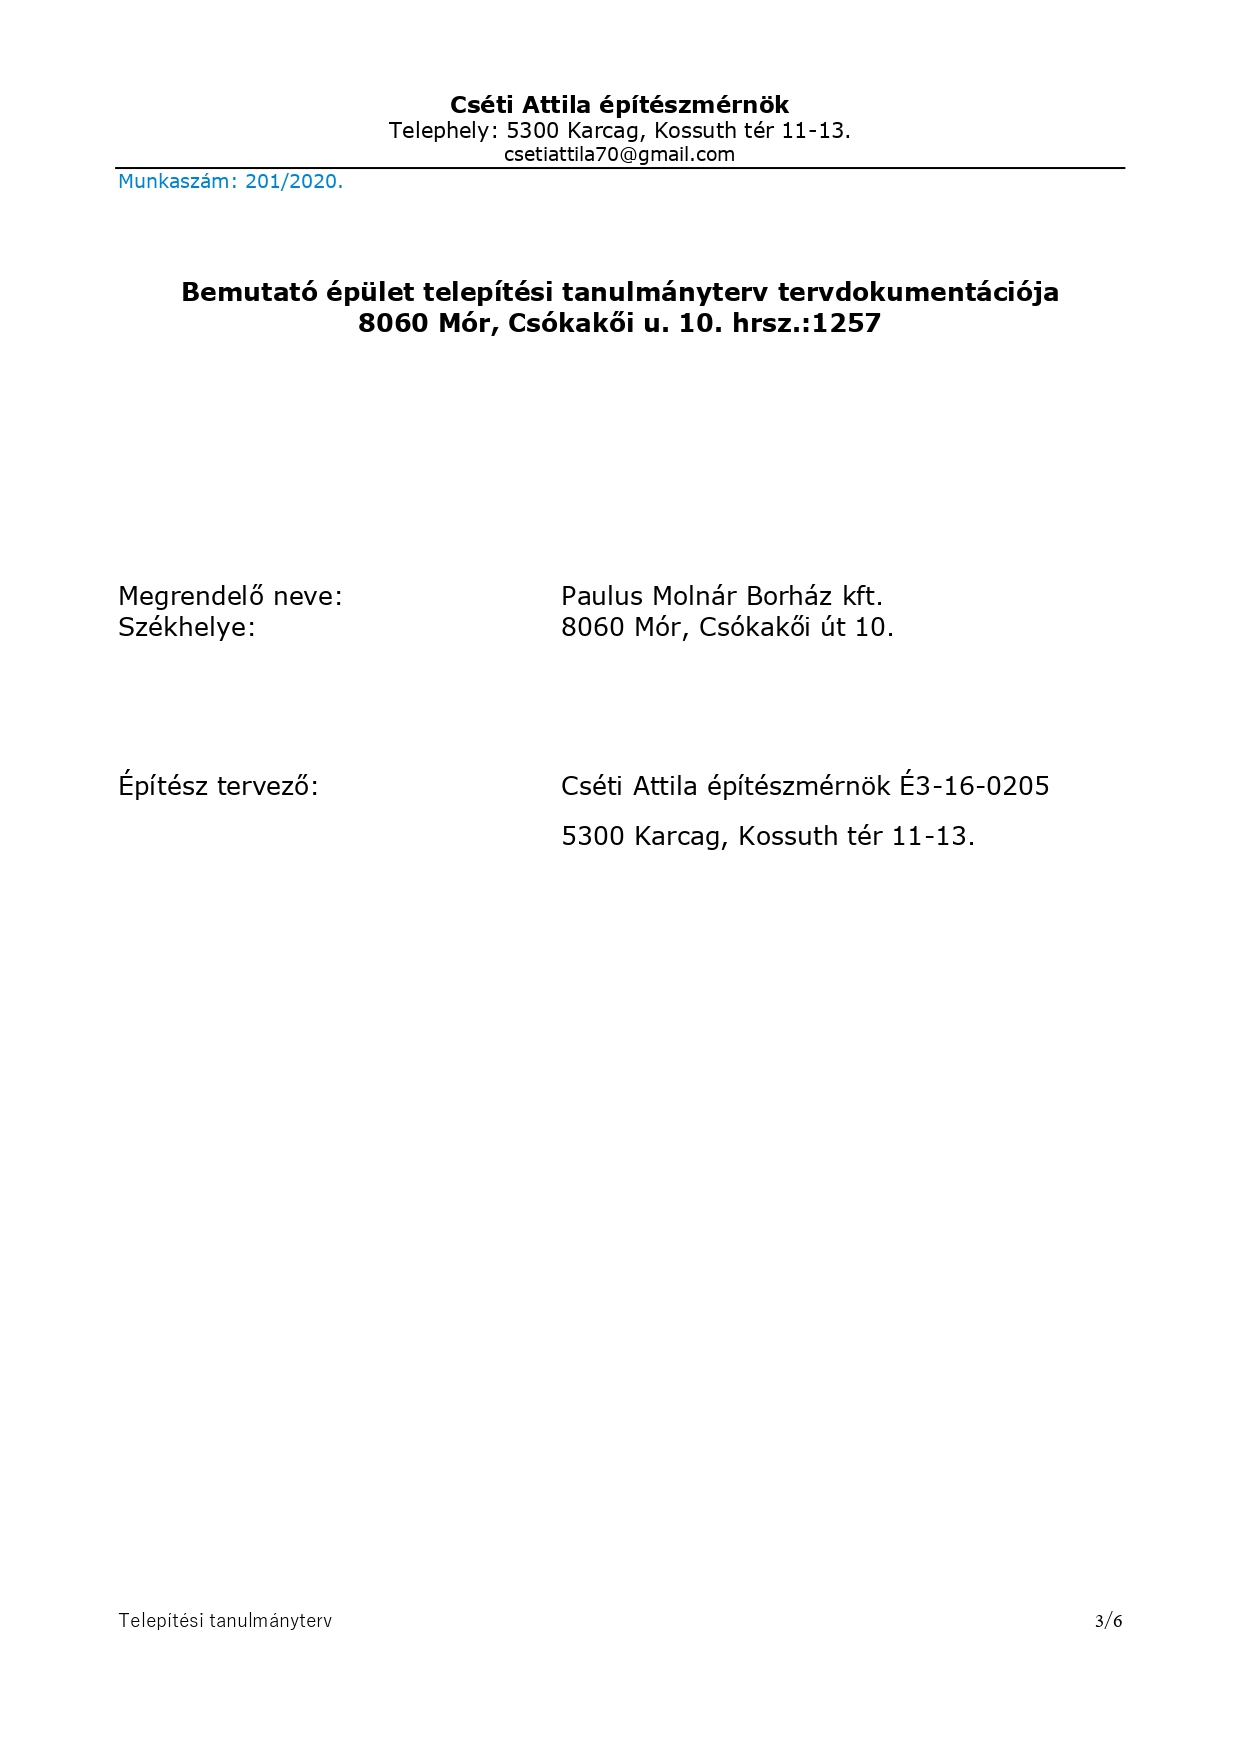 Cséti Attila építészmérnök
Telephely: 5300 Karcag, Kossuth tér 11-13.
csetiattila70@gmail.com
Munkaszám: 201/2020.
Bemutató épület telepítési tanulmányterv tervdokumentációja
8060 Mór, Csókakői u. 10. hrsz.:1257
Megrendelő neve: Paulus Molnár Borház kft.
Székhelye: 8060 Mór, Csókakői út 10.
Építész tervező: Cséti Attila építészmérnök É3-16-0205
5300 Karcag, Kossuth tér 11-13.
Telepítési tanulmányterv 3/6